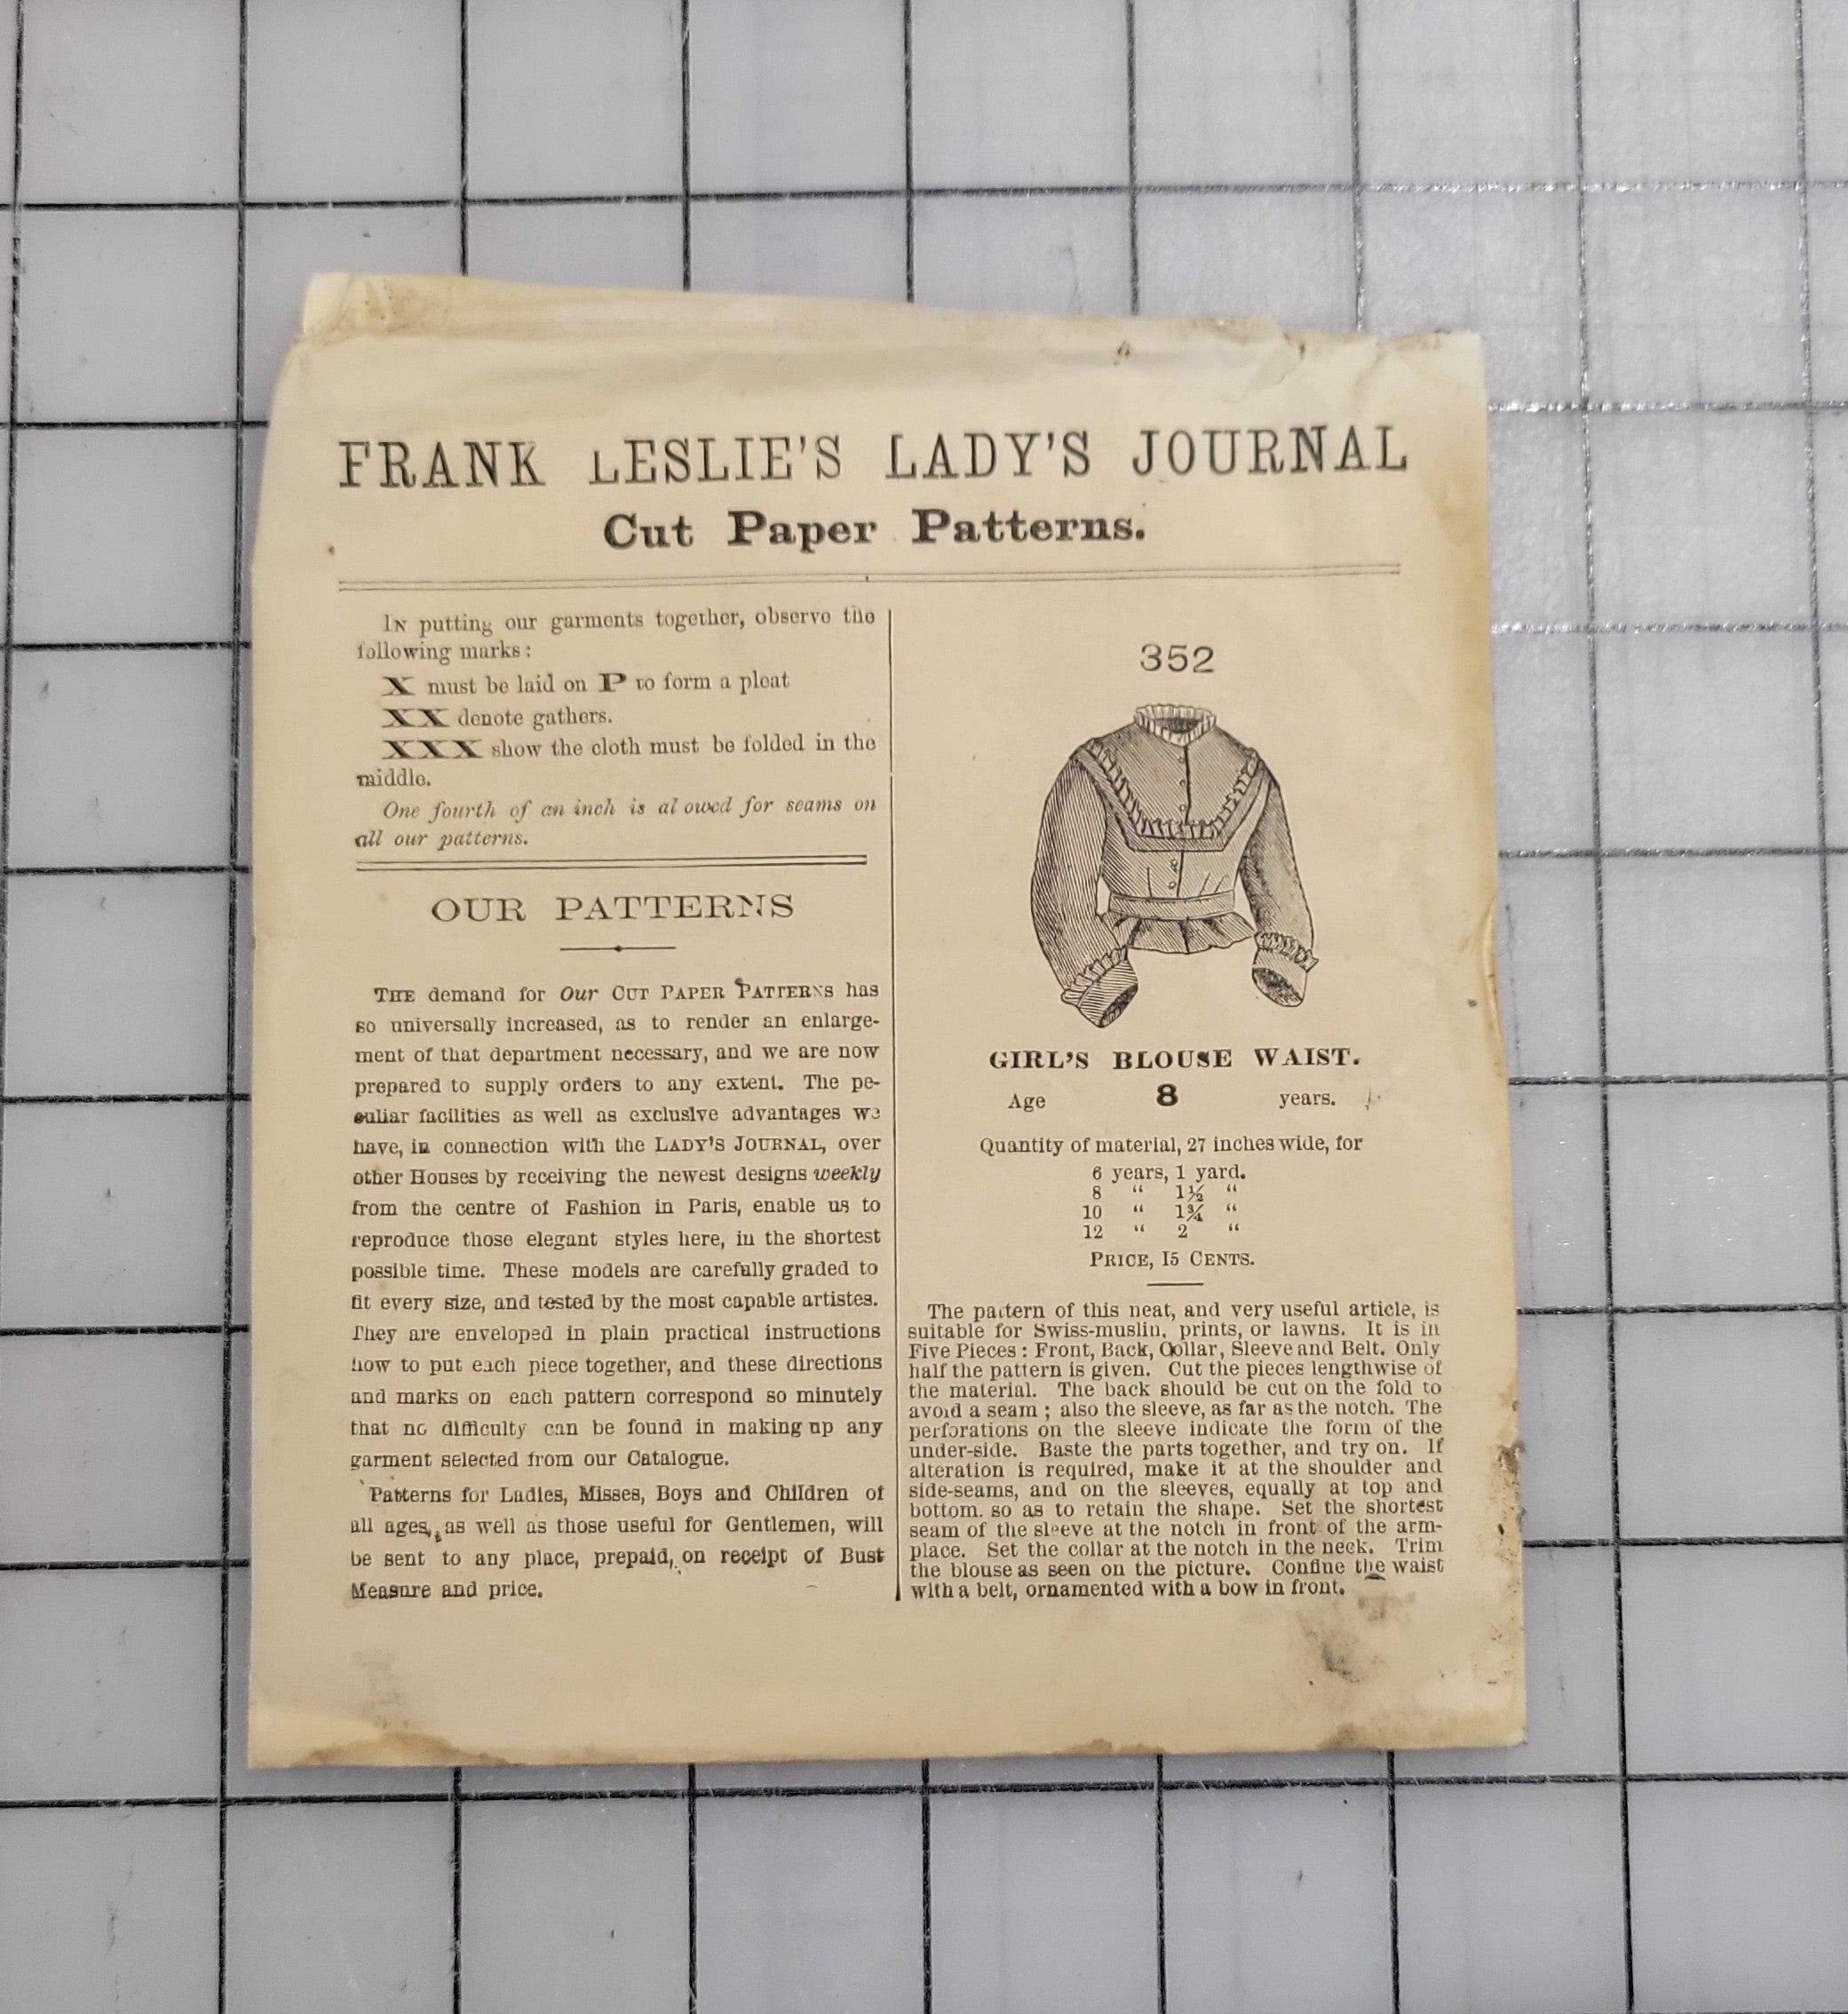 FRANK LESLIE'S LADY'S JOURNAL
Cut Paper Patterns.
IN putting our garments together, observe the
following marks:
X must be laid on P to form a pleat
XX denote gathers.
XXX show the cloth must be folded in the
middle.
One fourth of an inch is al owed for seams on
all our patterns.
OUR PATTERNS
THE demand for Our CUT PAPER PATTERNS has
so universally increased, as to render an enlarge-
ment of that department necessary, and we are now
prepared to supply orders to any extent. The pe-
culiar facilities as well as exclusive advantages we
have, in connection with the LADY'S JOURNAL, over
other Houses by receiving the newest designs weekly
from the centre of Fashion in Paris, enable us to
reproduce those elegant styles here, in the shortest
possible time. These models are carefully graded to
fit every size, and tested by the most capable artistes.
They are enveloped in plain practical instructions
how to put each piece together, and these directions
and marks on each pattern correspond so minutely
that no difficulty can be found in making up any
garment selected from our Catalogue.
Patterns for Ladies, Misses, Boys and Children of
all ages, as well as those useful for Gentlemen, will
be sent to any place, prepaid, on receipt of Bust
Measure and price.
352
GIRL'S BLOUSE WAIST.
Age 8 years.
Quantity of material, 27 inches wide, for
6 years, 1 yard.
8 " 1½ "
10 " 1¾ "
12 " 2 "
PRICE, 15 CENTS.
The pattern of this neat, and very useful article, is
suitable for Swiss-muslin, prints, or lawns. It is in
Five Pieces: Front, Back, Collar, Sleeve and Belt. Only
half the pattern is given. Cut the pieces lengthwise of
the material. The back should be cut on the fold to
avoid a seam; also the sleeve, as far as the notch. The
perforations on the sleeve indicate the form of the
under-side. Baste the parts together, and try on. If
alteration is required, make it at the shoulder and
side-seams, and on the sleeves, equally at top and
bottom. so as to retain the shape. Set the shortest
seam of the sleeve at the notch in front of the arm-
place. Set the collar at the notch in the neck. Trim
the blouse as seen on the picture. Confine the waist
with a belt, ornamented with a bow in front.